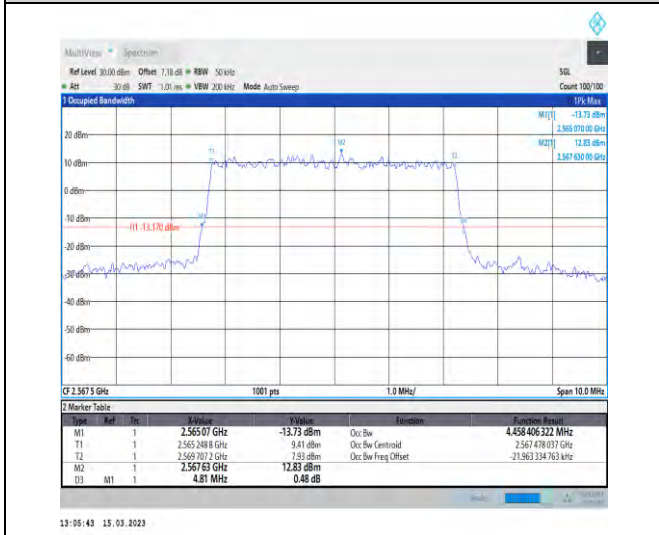 MultiView Spectrum
Ref Level 30.00 dBm Offset 7.18 dB RBW 50 kHz SGL
Att 30 dB SWT 1.01 ms VBW 200 kHz Mode Auto Sweep Count 100/100
1 Occupied Bandwidth 1Pk Max
M1[1] -13.73 dBm
2.565 070 00 GHz
M2[1] 12.83 dBm
2.567 630 00 GHz
20 dBm
T1 M2 T2
10 dBm
0 dBm
-10 dBm
H1 -13.170 dBm
-20 dBm
-30 dBm
-40 dBm
-50 dBm
-60 dBm
CF 2.567 5 GHz 1001 pts 1.0 MHz/ Span 10.0 MHz
2 Marker Table
Type Ref Trc X-Value Y-Value Function Function Result
M1 1 2.565 07 GHz -13.73 dBm Occ Bw 4.458 406 322 MHz
T1 1 2.565 248 8 GHz 9.41 dBm Occ Bw Centroid 2.567 478 037 GHz
T2 1 2.569 707 2 GHz 7.93 dBm Occ Bw Freq Offset -21.963 334 763 kHz
M2 1 2.567 63 GHz 12.83 dBm
D3 M1 1 4.81 MHz 0.48 dB
13:05:43 15.03.2023